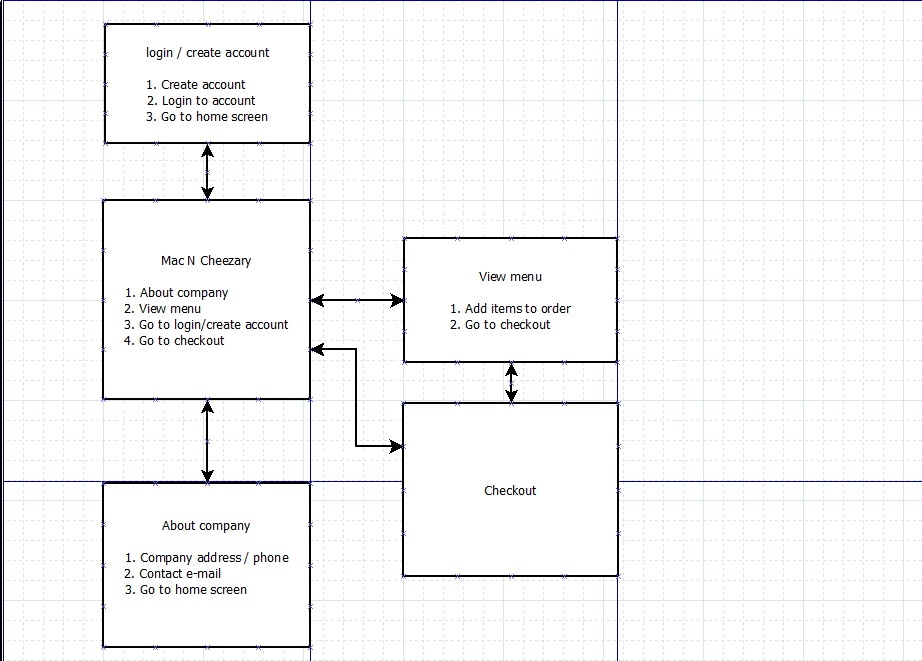 login / create account
1. Create account
2. Login to account
3. Go to home screen
Mac N Cheezary
1. About company
2. View menu
3. Go to login/create account
4. Go to checkout
View menu
1. Add items to order
2. Go to checkout
Checkout
About company
1. Company address / phone
2. Contact e-mail
3. Go to home screen